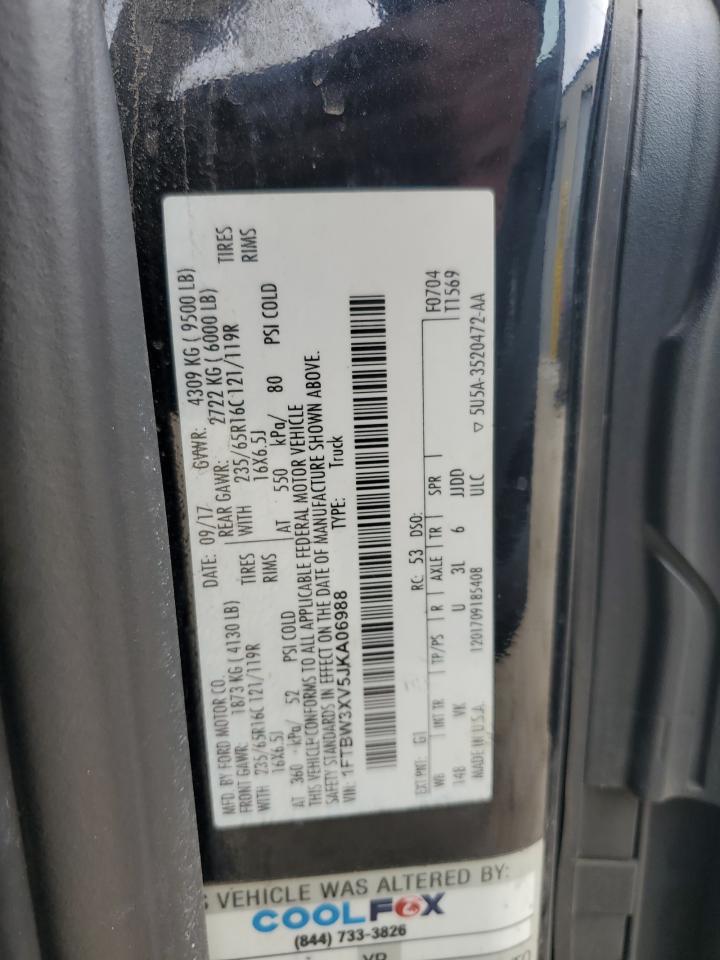 MFD. BY FORD MOTOR CO.
DATE: 09/17 GVWR: 4309 KG ( 9500 LB)
FRONT GAWR: 1873 KG ( 4130 LB)
REAR GAWR: 2722 KG ( 6000 LB)
WITH 235/65R16C 121/119R TIRES
WITH 235/65R16C 121/119R TIRES
16X6.5J RIMS
16X6.5J RIMS
AT 360 kPa/ 52 PSI COLD
AT 550 kPa/ 80 PSI COLD
THIS VEHICLE CONFORMS TO ALL APPLICABLE FEDERAL MOTOR VEHICLE
SAFETY STANDARDS IN EFFECT ON THE DATE OF MANUFACTURE SHOWN ABOVE.
VIN: 1FTBW3XV5JKA06988 TYPE: Truck
EXT PNT: G1 RC: 53 DSO: F0704
T1569
WB INT TR TP/PS R AXLE TR SPR
148 VK U 3L 6 JJDD
MADE IN U.S.A. 1201709185408 ULC ▽ 5U5A-3520472-AA
VEHICLE WAS ALTERED BY:
COOLFOX
(844) 733-3826